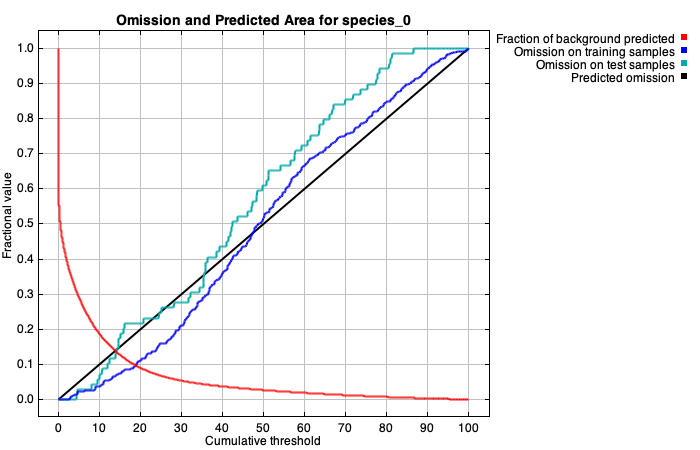 Omission and Predicted Area for species_0
Fraction of background predicted
Omission on training samples
Omission on test samples
Predicted omission
Fractional value
1.0
0.9
0.8
0.7
0.6
0.5
0.4
0.3
0.2
0.1
0.0
0 10 20 30 40 50 60 70 80 90 100
Cumulative threshold